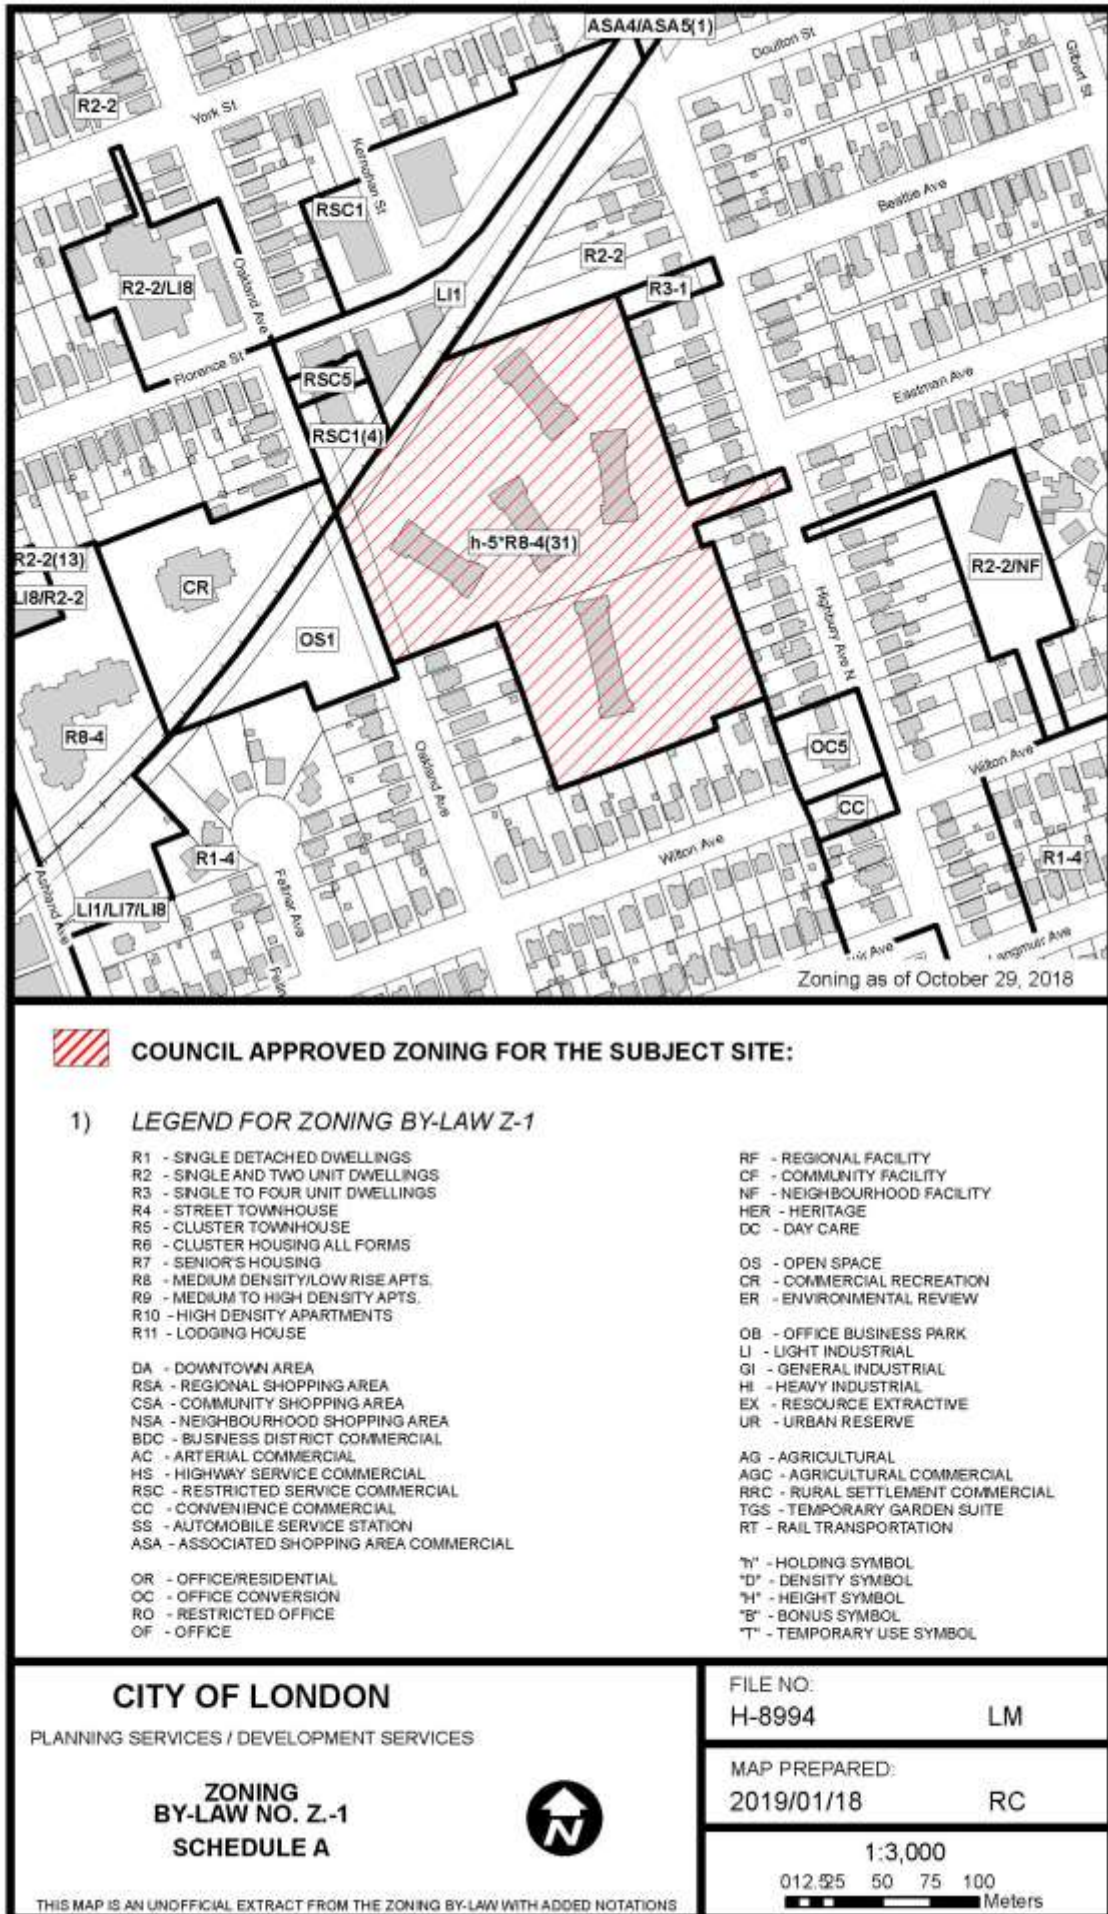 ASA4/ASA5(1)
Doulton St
Gilbert St
R2-2
York St
Kernohan St
Beattie Ave
RSC1
R2-2
R2-2/LI8
Oakland Ave
LI1
R3-1
Florence St
RSC5
Eastman Ave
RSC1(4)
h-5*R8-4(31)
R2-2(13)
LI8/R2-2
CR
R2-2/NF
Highbury Ave N
OS1
R8-4
Oakland Ave
OC5
Wilton Ave
CC
Wilton Ave
R1-4
R1-4
Ashland Ave
Fellner Ave
LI1/LI7/LI8
Langmuir Ave
Zoning as of October 29, 2018
COUNCIL APPROVED ZONING FOR THE SUBJECT SITE:
1) LEGEND FOR ZONING BY-LAW Z-1
R1 - SINGLE DETACHED DWELLINGS
R2 - SINGLE AND TWO UNIT DWELLINGS
R3 - SINGLE TO FOUR UNIT DWELLINGS
R4 - STREET TOWNHOUSE
R5 - CLUSTER TOWNHOUSE
R6 - CLUSTER HOUSING ALL FORMS
R7 - SENIOR'S HOUSING
R8 - MEDIUM DENSITY/LOW RISE APTS.
R9 - MEDIUM TO HIGH DENSITY APTS.
R10 - HIGH DENSITY APARTMENTS
R11 - LODGING HOUSE
DA - DOWNTOWN AREA
RSA - REGIONAL SHOPPING AREA
CSA - COMMUNITY SHOPPING AREA
NSA - NEIGHBOURHOOD SHOPPING AREA
BDC - BUSINESS DISTRICT COMMERCIAL
AC - ARTERIAL COMMERCIAL
HS - HIGHWAY SERVICE COMMERCIAL
RSC - RESTRICTED SERVICE COMMERCIAL
CC - CONVENIENCE COMMERCIAL
SS - AUTOMOBILE SERVICE STATION
ASA - ASSOCIATED SHOPPING AREA COMMERCIAL
OR - OFFICE/RESIDENTIAL
OC - OFFICE CONVERSION
RO - RESTRICTED OFFICE
OF - OFFICE
RF - REGIONAL FACILITY
CF - COMMUNITY FACILITY
NF - NEIGHBOURHOOD FACILITY
HER - HERITAGE
DC - DAY CARE
OS - OPEN SPACE
CR - COMMERCIAL RECREATION
ER - ENVIRONMENTAL REVIEW
OB - OFFICE BUSINESS PARK
LI - LIGHT INDUSTRIAL
GI - GENERAL INDUSTRIAL
HI - HEAVY INDUSTRIAL
EX - RESOURCE EXTRACTIVE
UR - URBAN RESERVE
AG - AGRICULTURAL
AGC - AGRICULTURAL COMMERCIAL
RRC - RURAL SETTLEMENT COMMERCIAL
TGS - TEMPORARY GARDEN SUITE
RT - RAIL TRANSPORTATION
"h" - HOLDING SYMBOL
"D" - DENSITY SYMBOL
"H" - HEIGHT SYMBOL
"B" - BONUS SYMBOL
"T" - TEMPORARY USE SYMBOL
CITY OF LONDON
PLANNING SERVICES / DEVELOPMENT SERVICES
ZONING
BY-LAW NO. Z.-1
SCHEDULE A
N
THIS MAP IS AN UNOFFICIAL EXTRACT FROM THE ZONING BY-LAW WITH ADDED NOTATIONS
FILE NO:
H-8994 LM
MAP PREPARED:
2019/01/18 RC
1:3,000
012.525 50 75 100
Meters